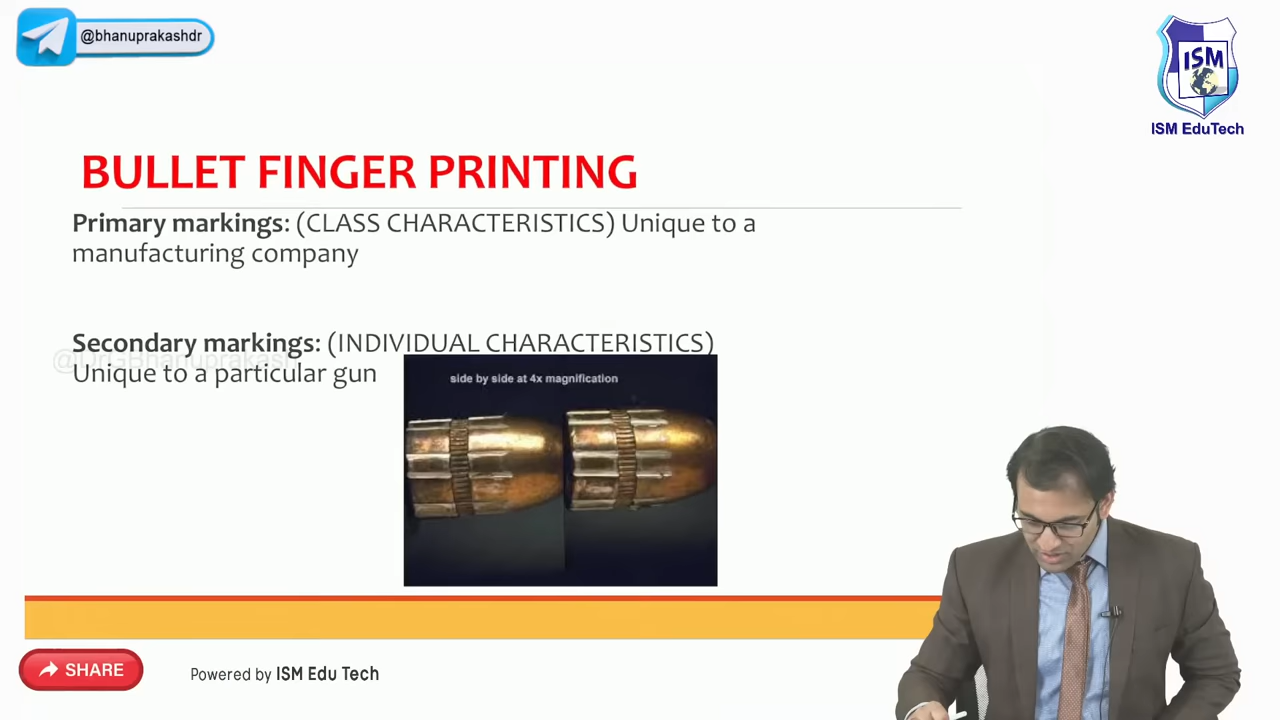 @bhanuprakashdr
ISM
ISM EduTech
BULLET FINGER PRINTING
Primary markings: (CLASS CHARACTERISTICS) Unique to a
manufacturing company
Secondary markings: (INDIVIDUAL CHARACTERISTICS)
@DrGBhanuprakash
Unique to a particular gun
side by side at 4x magnification
SHARE
Powered by ISM Edu Tech